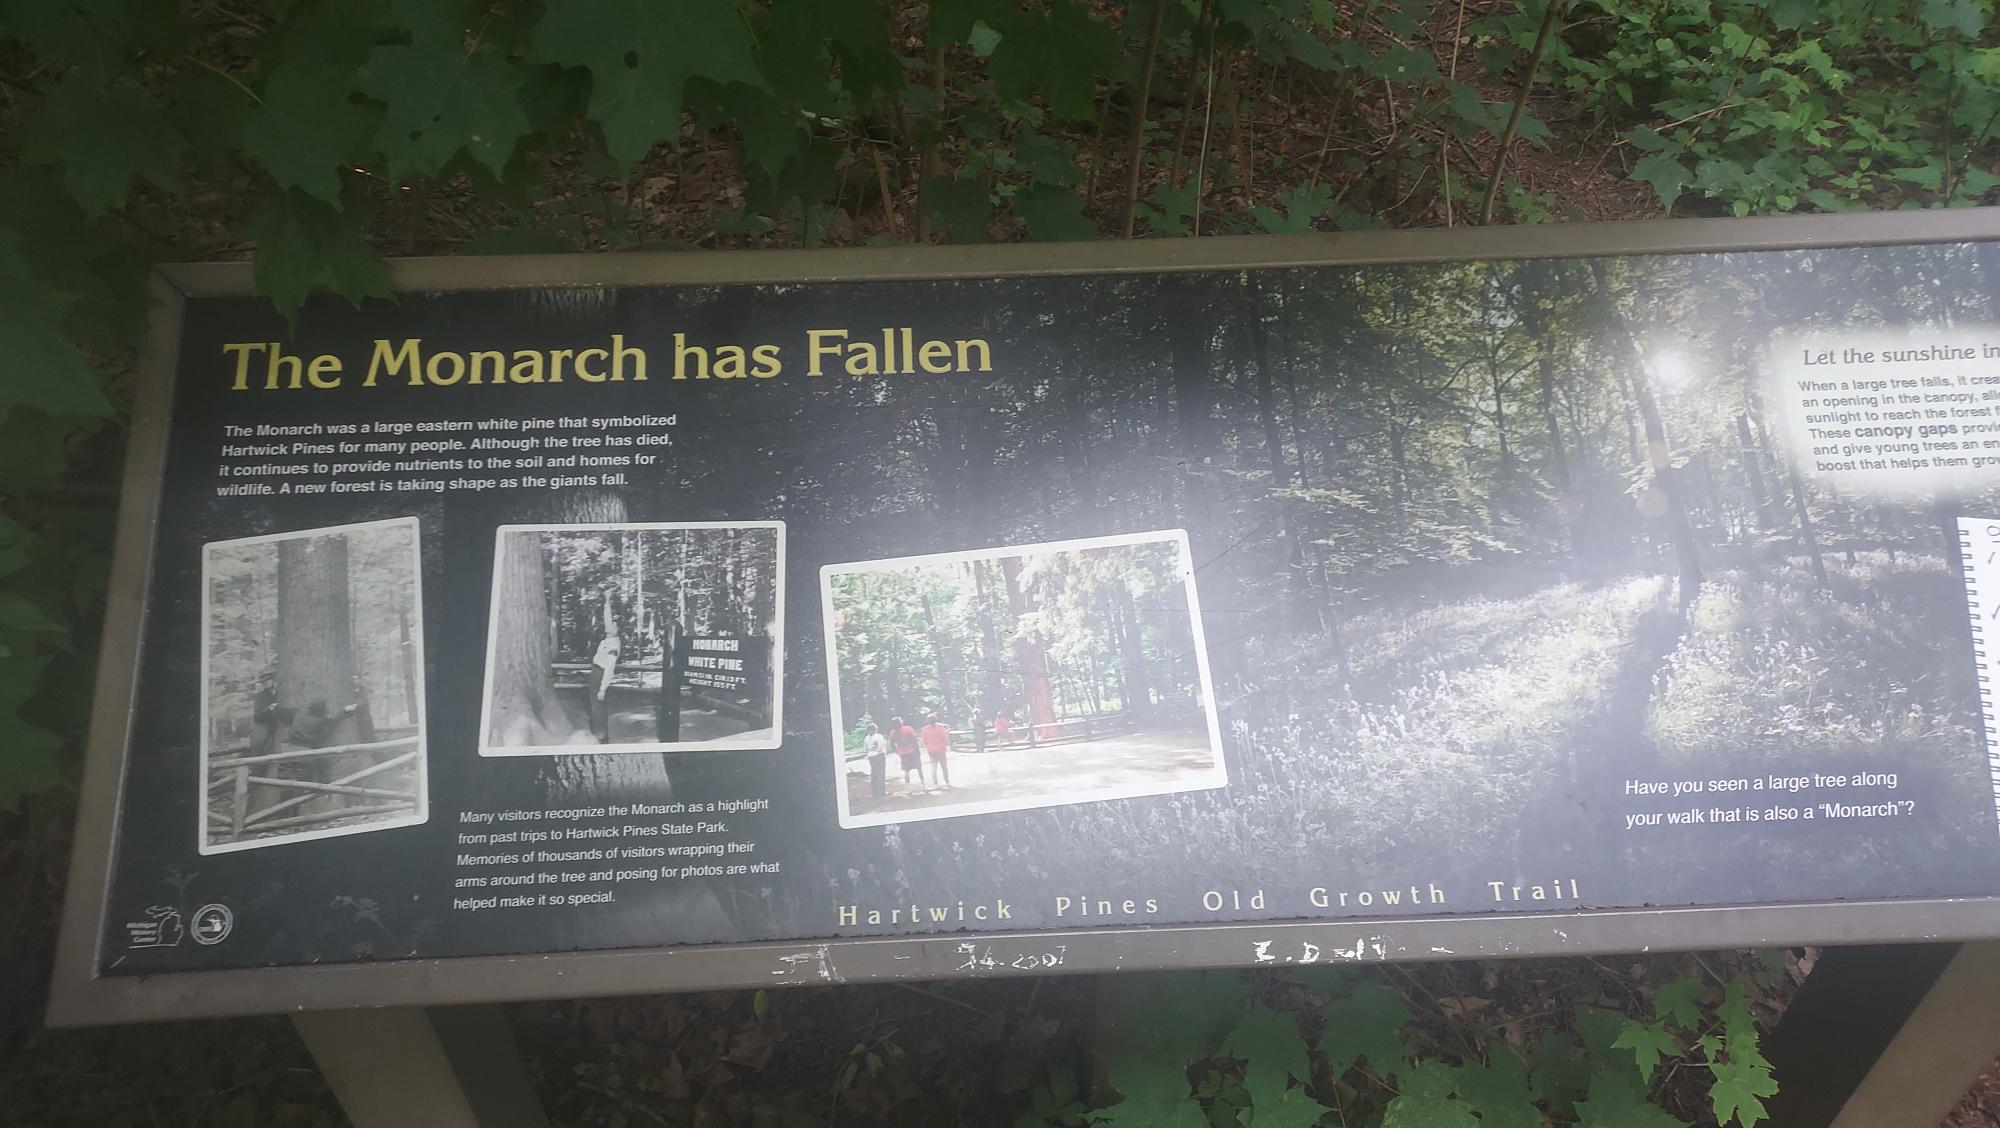 The Monarch has Fallen
The Monarch was a large eastern white pine that symbolized
Hartwick Pines for many people. Although the tree has died,
it continues to provide nutrients to the soil and homes for
wildlife. A new forest is taking shape as the giants fall.
MONARCH
WHITE PINE
HEIGHT 155 FT.
Many visitors recognize the Monarch as a highlight
from past trips to Hartwick Pines State Park.
Memories of thousands of visitors wrapping their
arms around the tree and posing for photos are what
helped make it so special.
Let the sunshine in
When a large tree falls, it crea
an opening in the canopy, all
sunlight to reach the forest f
These canopy gaps provi
and give young trees an en
boost that helps them grow
Have you seen a large tree along
your walk that is also a “Monarch”?
Michigan
History
Center
Hartwick Pines Old Growth Trail